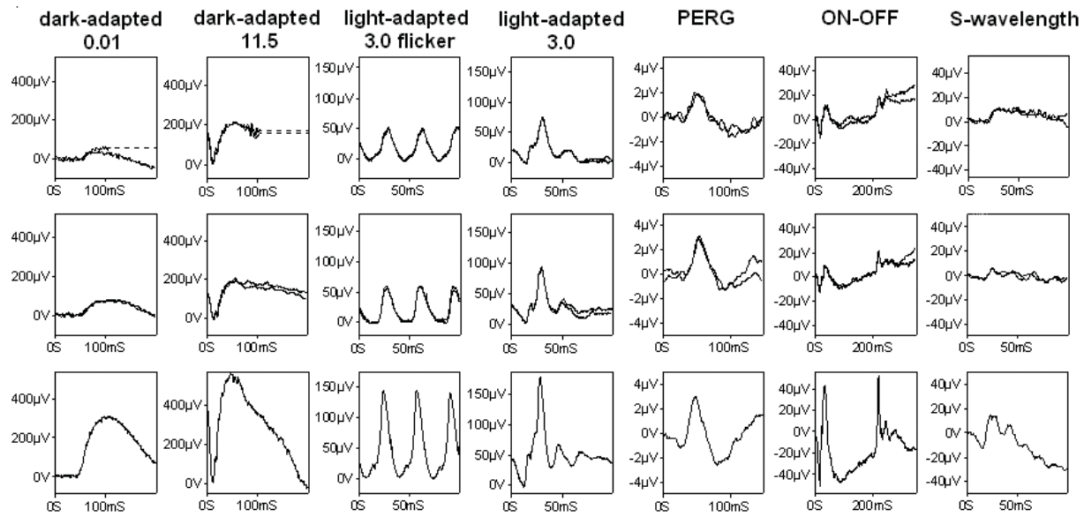 dark-adapted dark-adapted light-adapted light-adapted PERG ON-OFF S-wavelength
0.01 11.5 3.0 flicker 3.0
400µV 400µV 150µV 150µV 4µV 40µV 40µV
200µV 200µV 100µV 100µV 2µV 20µV 20µV
0V 0V 50µV 50µV 0V 0V 0V
0V 0V -2µV -20µV -20µV
-4µV -40µV -40µV
0S 100mS 0S 100mS 0S 50mS 0S 50mS 0S 100mS 0S 200mS 0S 50mS
400µV 400µV 150µV 150µV 4µV 40µV 40µV
200µV 200µV 100µV 100µV 2µV 20µV 20µV
0V 0V 50µV 50µV 0V 0V 0V
0V 0V -2µV -20µV -20µV
-4µV -40µV -40µV
0S 100mS 0S 100mS 0S 50mS 0S 50mS 0S 100mS 0S 200mS 0S 50mS
400µV 400µV 150µV 150µV 4µV 40µV 40µV
200µV 200µV 100µV 100µV 2µV 20µV 20µV
0V 0V 50µV 50µV 0V 0V 0V
0V 0V -2µV -20µV -20µV
-4µV -40µV -40µV
0S 100mS 0S 100mS 0S 50mS 0S 50mS 0S 100mS 0S 200mS 0S 50mS